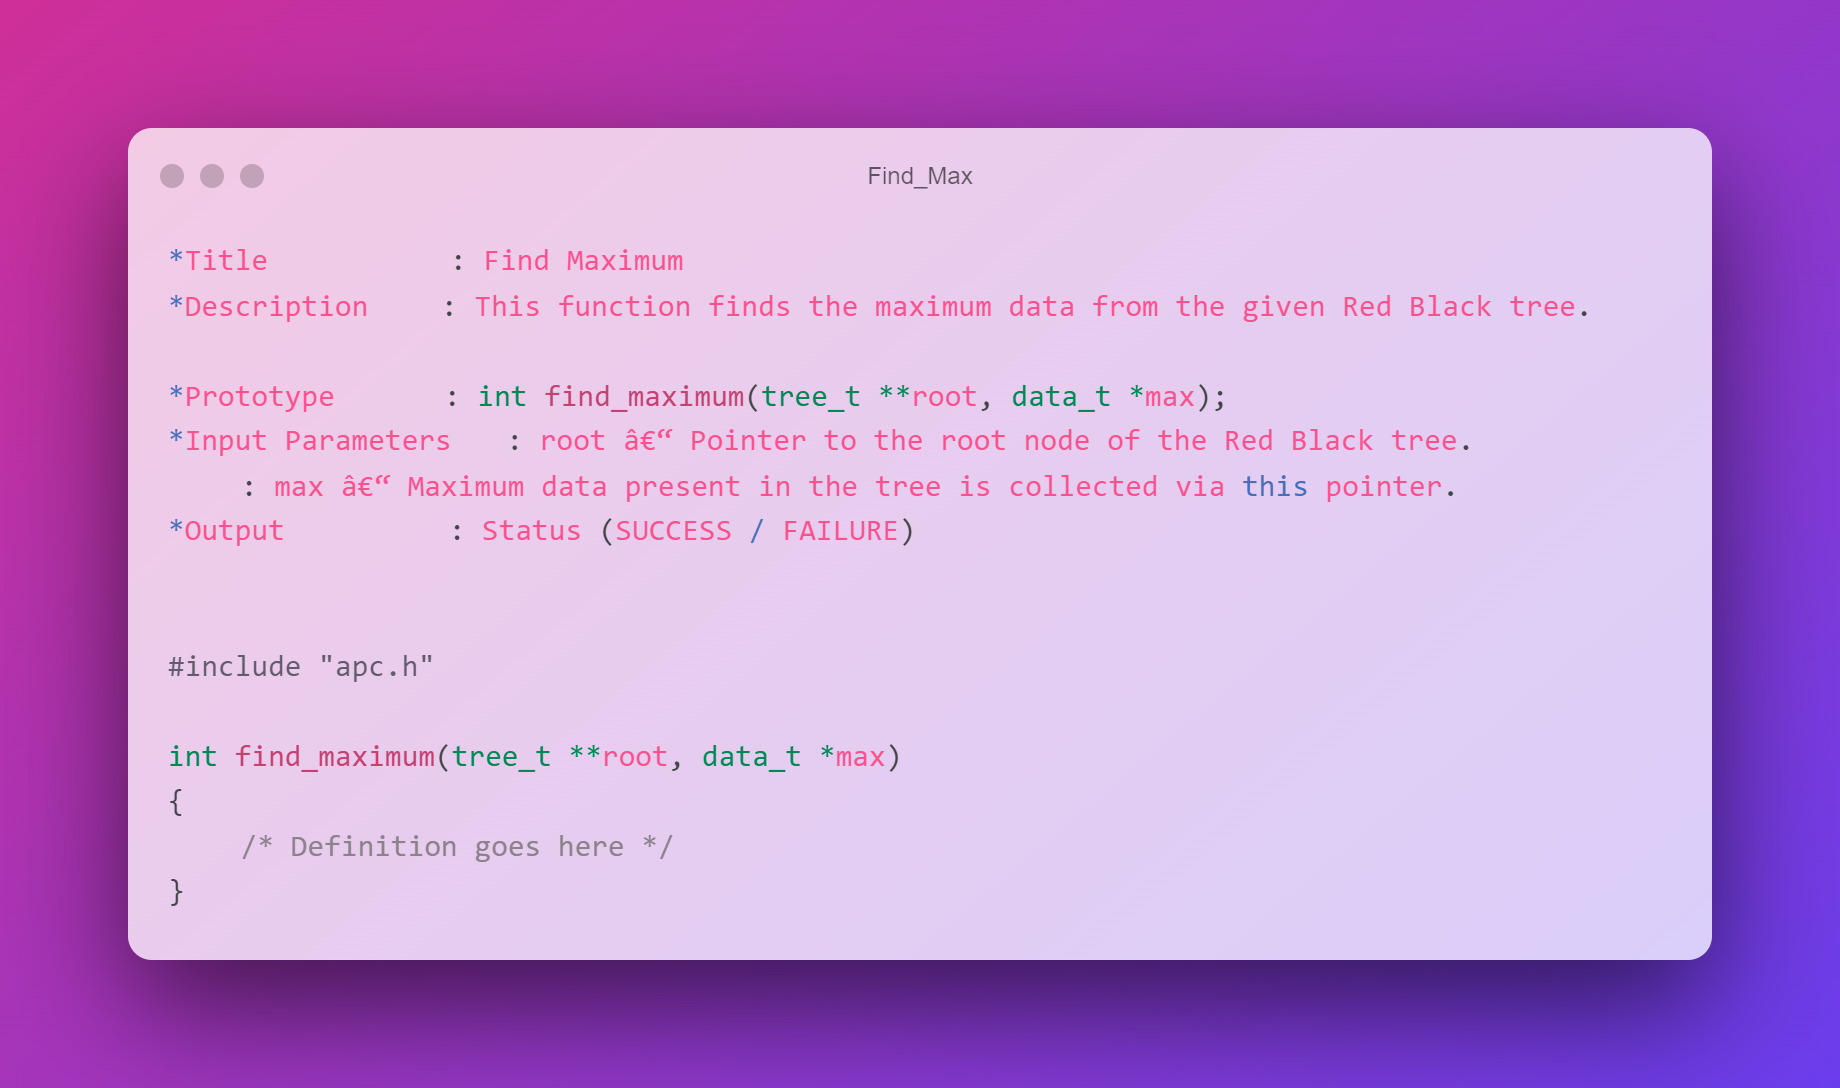 Find_Max
*Title : Find Maximum
*Description : This function finds the maximum data from the given Red Black tree.
*Prototype : int find_maximum(tree_t **root, data_t *max);
*Input Parameters : root â€“ Pointer to the root node of the Red Black tree.
: max â€“ Maximum data present in the tree is collected via this pointer.
*Output : Status (SUCCESS / FAILURE)
#include "apc.h"
int find_maximum(tree_t **root, data_t *max)
{
/* Definition goes here */
}